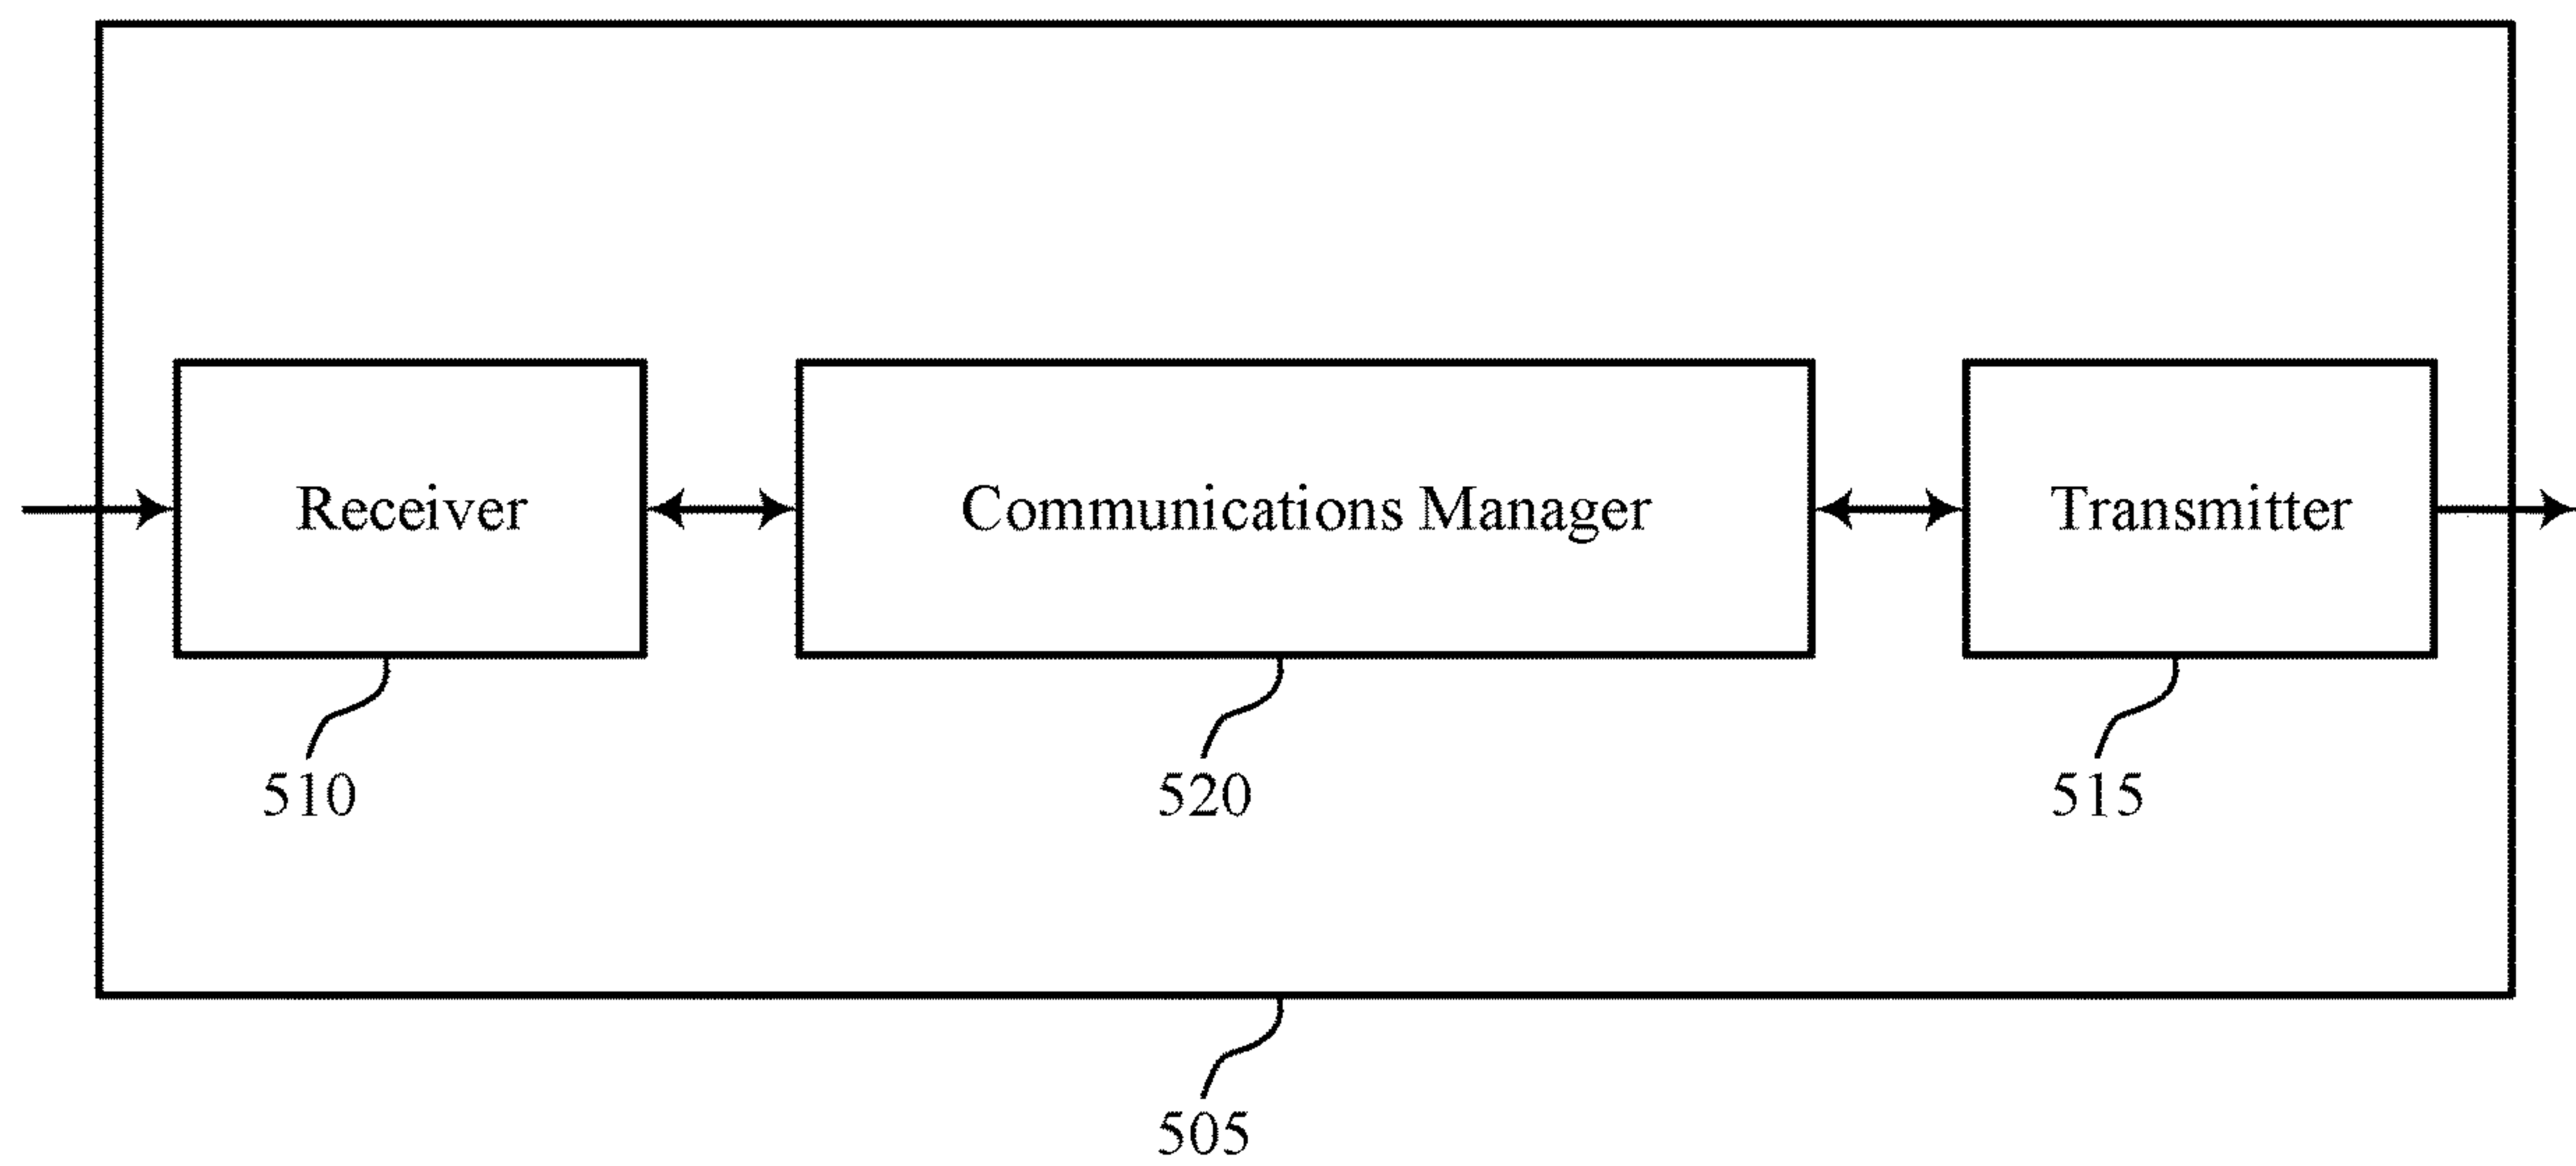 Receiver
Communications Manager
Transmitter
510
520
515
505